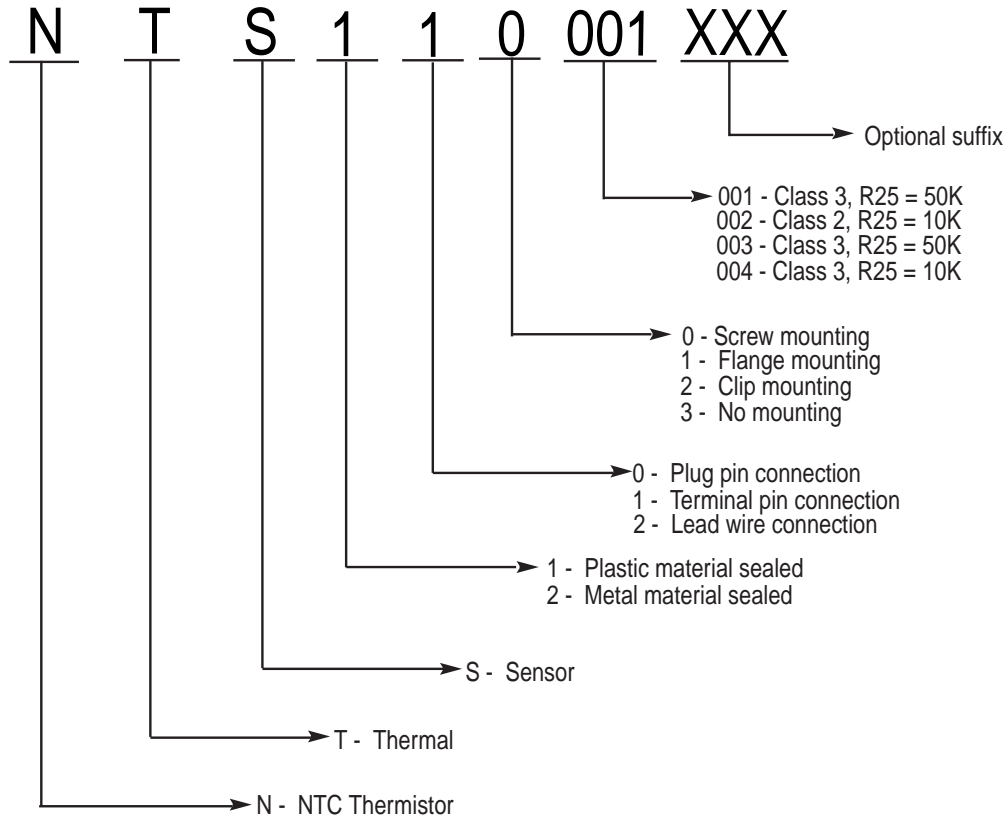 N T S 1 1 0 001 XXX
Optional suffix
001 - Class 3, R25 = 50K
002 - Class 2, R25 = 10K
003 - Class 3, R25 = 50K
004 - Class 3, R25 = 10K
0 - Screw mounting
1 - Flange mounting
2 - Clip mounting
3 - No mounting
0 - Plug pin connection
1 - Terminal pin connection
2 - Lead wire connection
1 - Plastic material sealed
2 - Metal material sealed
S - Sensor
T - Thermal
N - NTC Thermistor